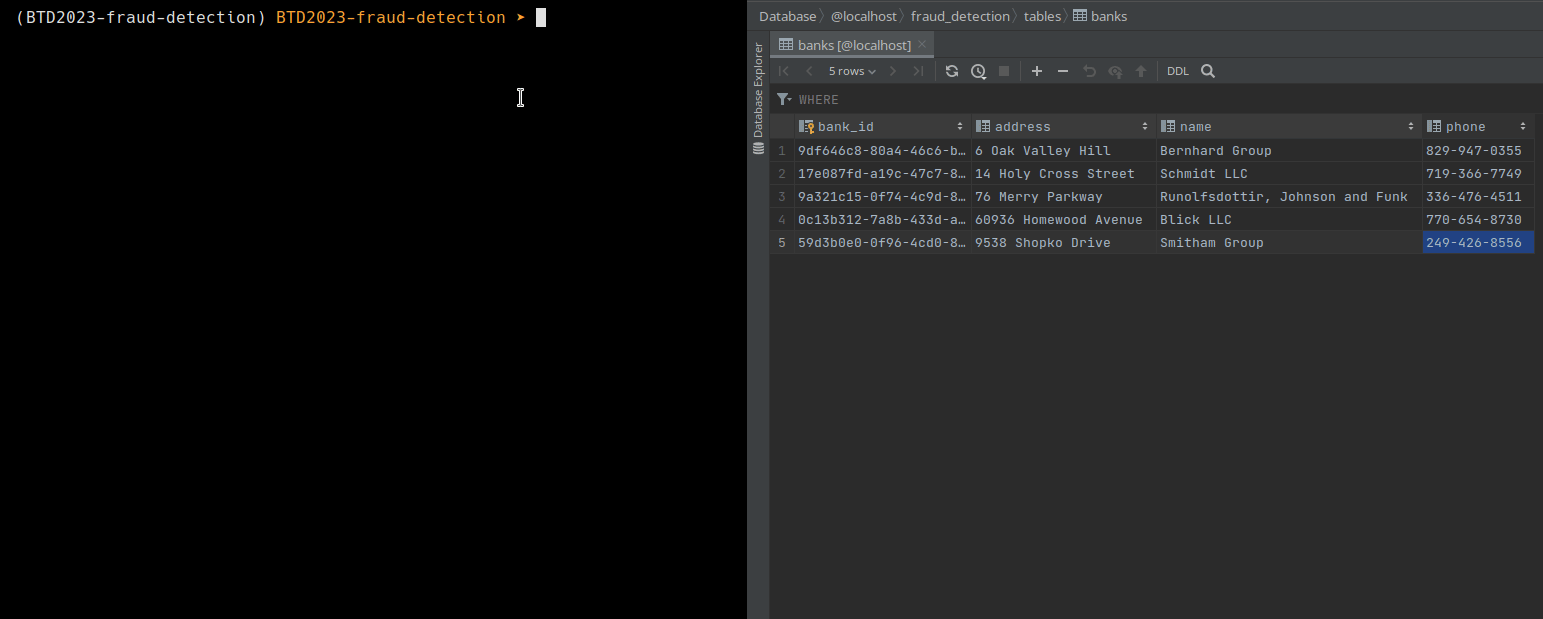 (BTD2023-fraud-detection) BTD2023-fraud-detection ➤
Database 〉 @localhost 〉 fraud_detection 〉 tables 〉 banks
banks [@localhost] ×
5 rows DDL
WHERE
Database Explorer
bank_id address name phone
1 9df646c8-80a4-46c6-b… 6 Oak Valley Hill Bernhard Group 829-947-0355
2 17e087fd-a19c-47c7-8… 14 Holy Cross Street Schmidt LLC 719-366-7749
3 9a321c15-0f74-4c9d-8… 76 Merry Parkway Runolfsdottir, Johnson and Funk 336-476-4511
4 0c13b312-7a8b-433d-a… 60936 Homewood Avenue Blick LLC 770-654-8730
5 59d3b0e0-0f96-4cd0-8… 9538 Shopko Drive Smitham Group 249-426-8556